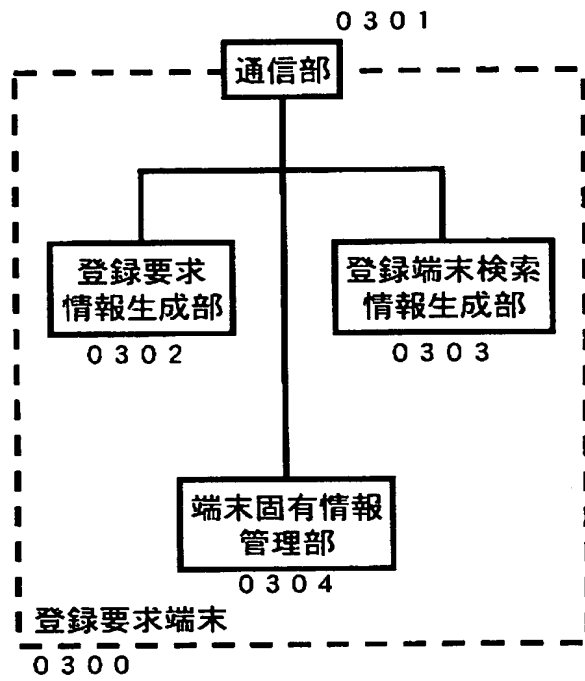 ０３０１
通信部
登録要求
情報生成部
０３０２
登録端末検索
情報生成部
０３０３
端末固有情報
管理部
０３０４
登録要求端末
０３００